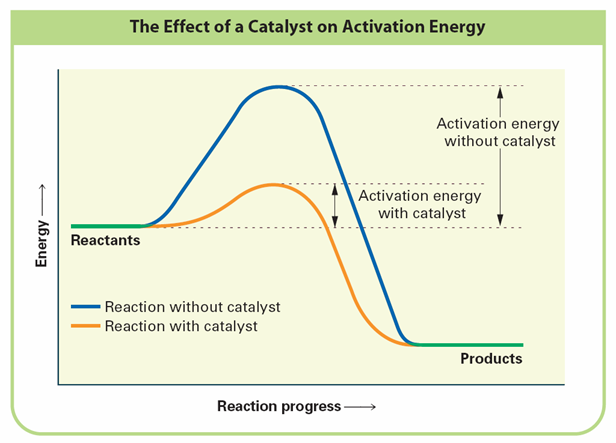 The Effect of a Catalyst on Activation Energy
Activation energy
without catalyst
Activation energy
with catalyst
Reactants
Energy
Reaction without catalyst
Reaction with catalyst
Products
Reaction progress